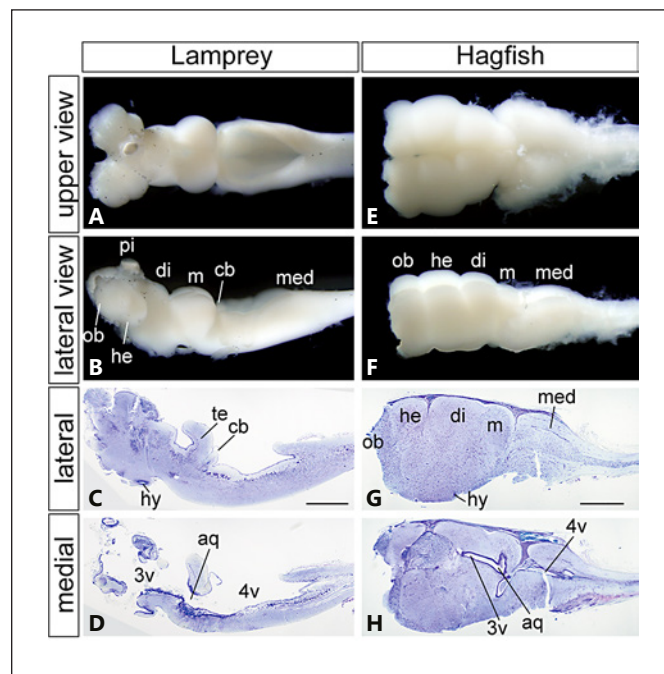 Lamprey
Hagfish
upper view
A
E
lateral view
pi
di
m
cb
med
ob
he
B
ob
he
di
m
med
F
lateral
te
cb
hy
C
ob
he
di
m
med
hy
G
medial
3v
aq
4v
D
4v
3v
aq
H